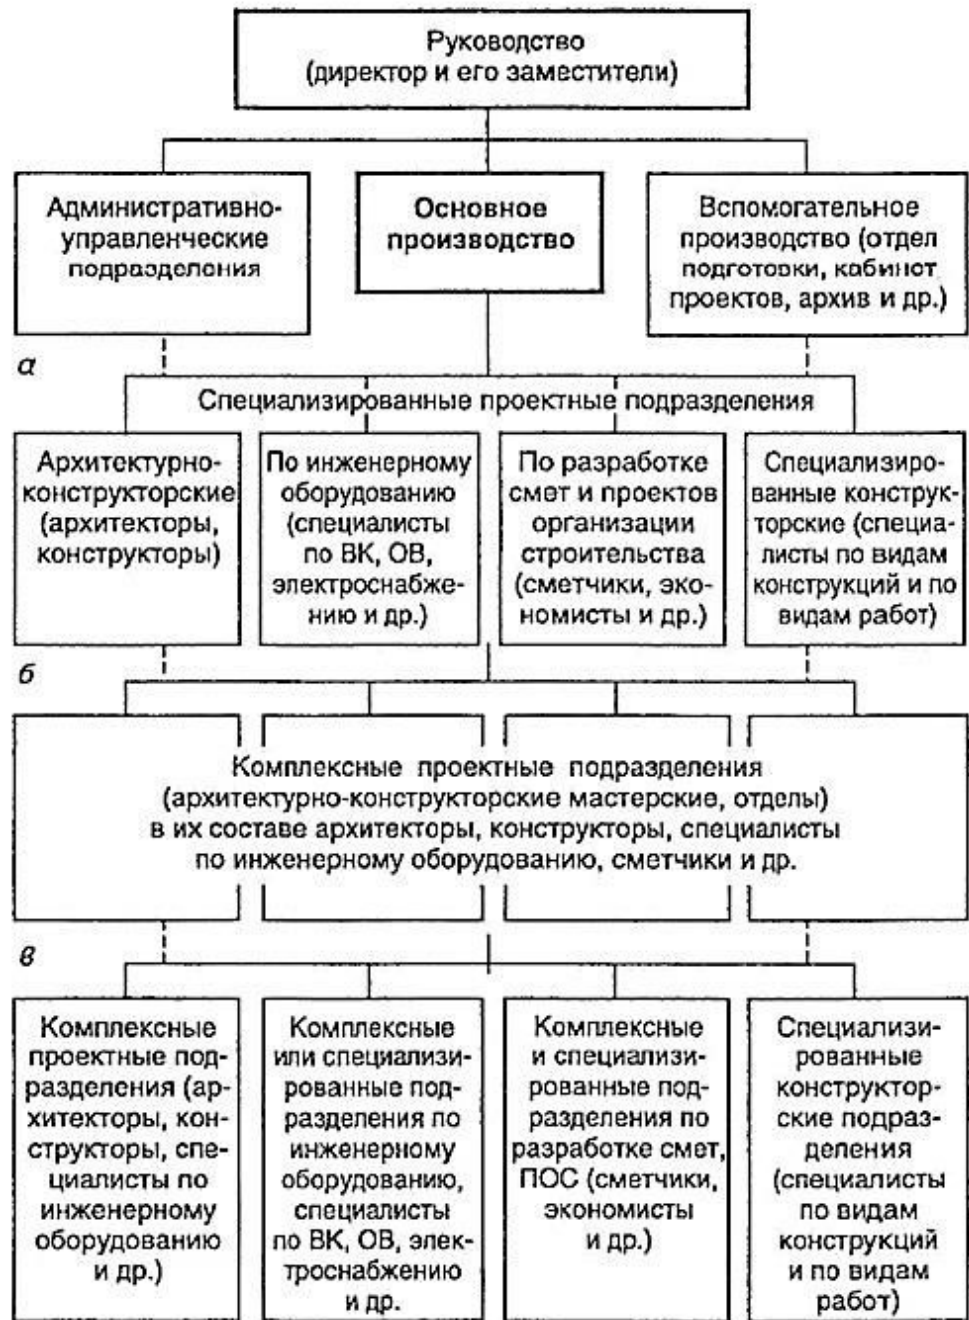 Руководство
(директор и его заместители)
Административно-
управленческие
подразделения
Основное
производство
Вспомогательное
производство (отдел
подготовки, кабинет
проектов, архив и др.)
а
Специализированные проектные подразделения
Архитектурно-
конструкторские
(архитекторы,
конструкторы)
По инженерному
оборудованию
(специалисты
по ВК, ОВ,
электроснабже-
нию и др.)
По разработке
смет и проектов
организации
строительства
(сметчики, эко-
номисты и др.)
Специализиро-
ванные конструк-
торские (специа-
листы по видам
конструкций и по
видам работ)
б
Комплексные проектные подразделения
(архитектурно-конструкторские мастерские, отделы)
в их составе архитекторы, конструкторы, специалисты
по инженерному оборудованию, сметчики и др.
в
Комплексные
проектные под-
разделения (ар-
хитекторы, кон-
структоры, спе-
циалисты по
инженерному
оборудованию
и др.)
Комплексные
или специализи-
рованные под-
разделения по
инженерному
оборудованию,
специалисты
по ВК, ОВ, элек-
троснабжению
и др.
Комплексные
и специализи-
рованные под-
разделения по
разработке смет,
ПОС (сметчики,
экономисты
и др.)
Специализи-
рованные
конструктор-
ские подраз-
деления
(специалисты
по видам
конструкций
и по видам
работ)